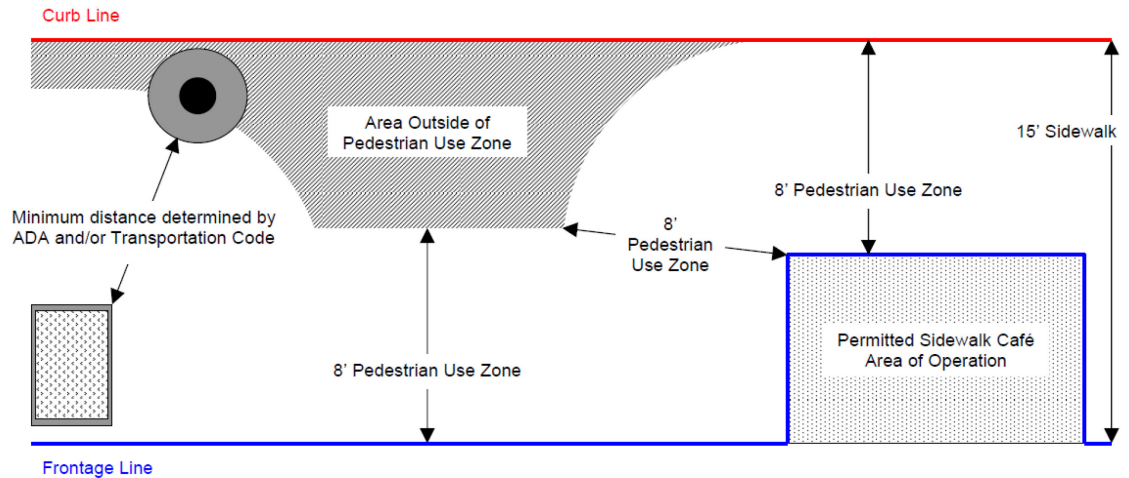 Curb Line
Area Outside of
Pedestrian Use Zone
15’ Sidewalk
8’ Pedestrian Use Zone
Minimum distance determined by
ADA and/or Transportation Code
8’
Pedestrian
Use Zone
8’ Pedestrian Use Zone
Permitted Sidewalk Café
Area of Operation
Frontage Line